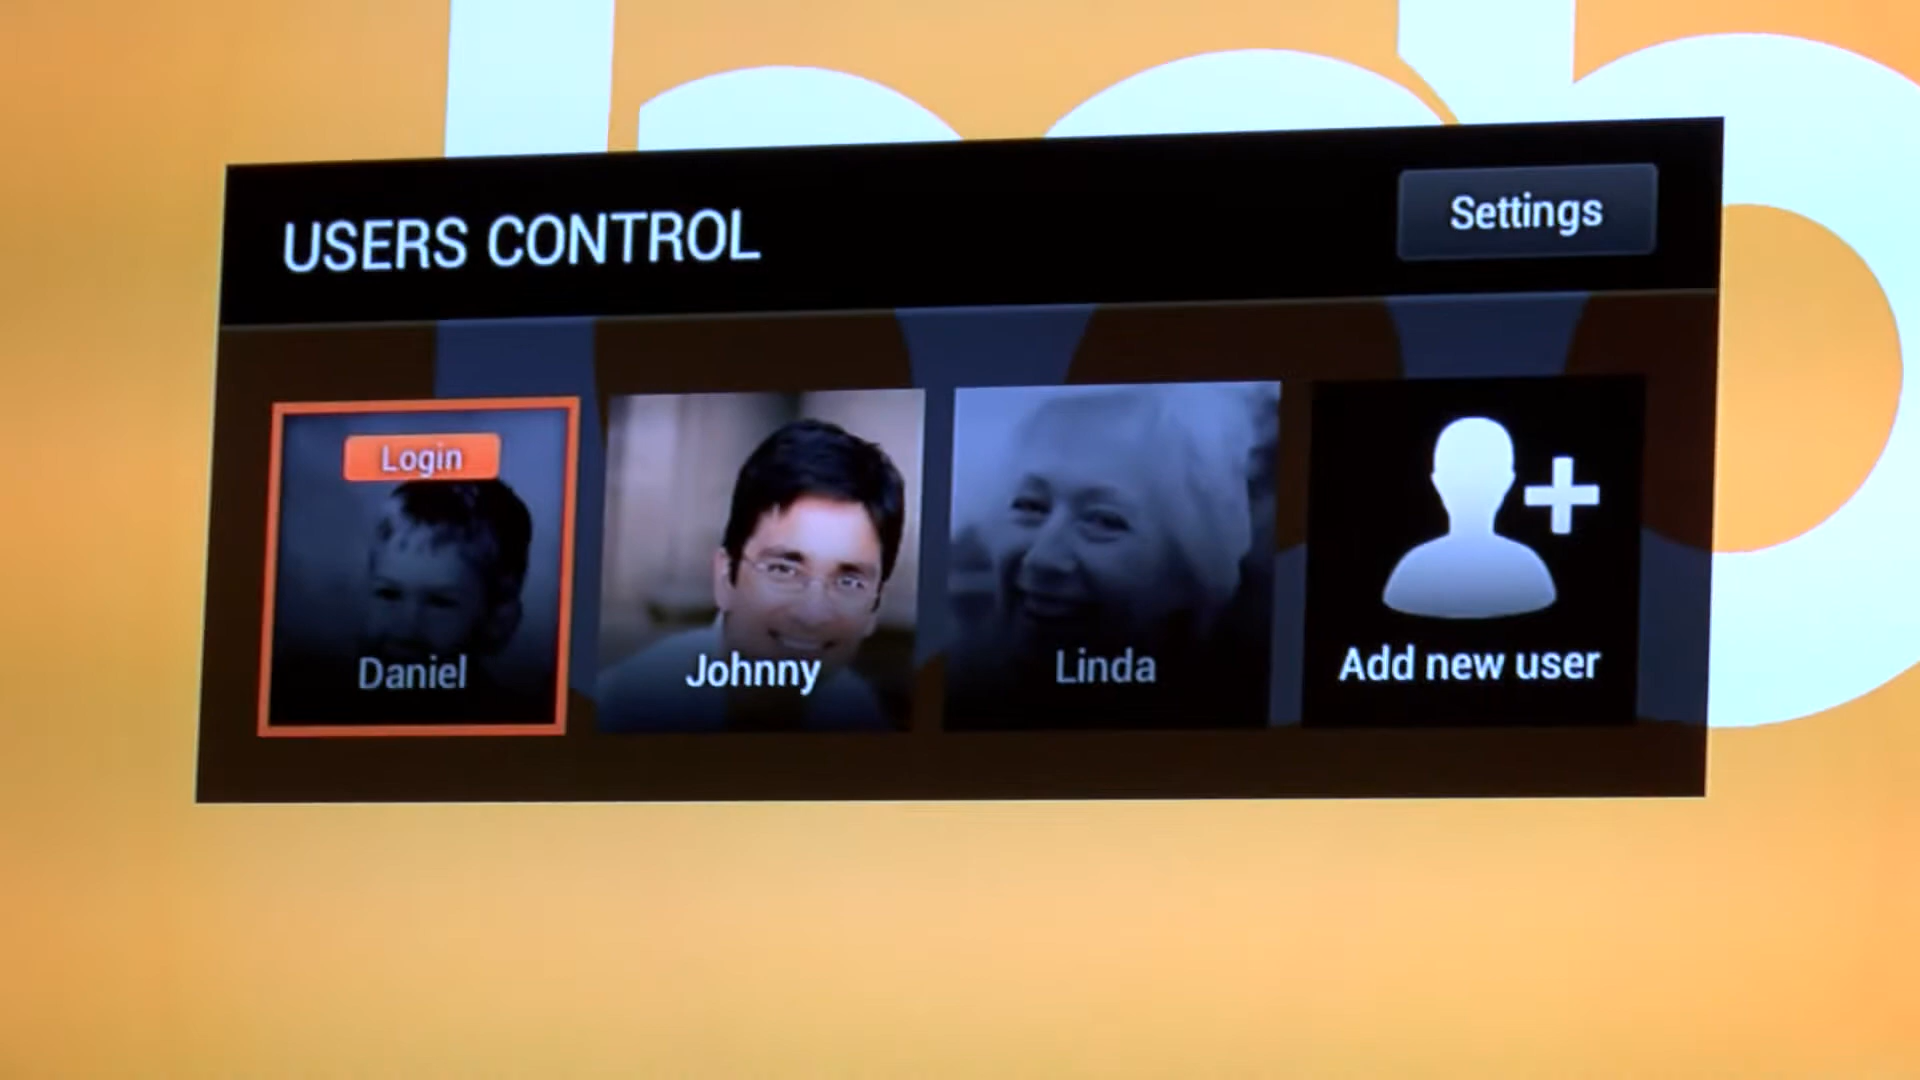 USERS CONTROL
Settings
Login
Daniel
Johnny
Linda
Add new user